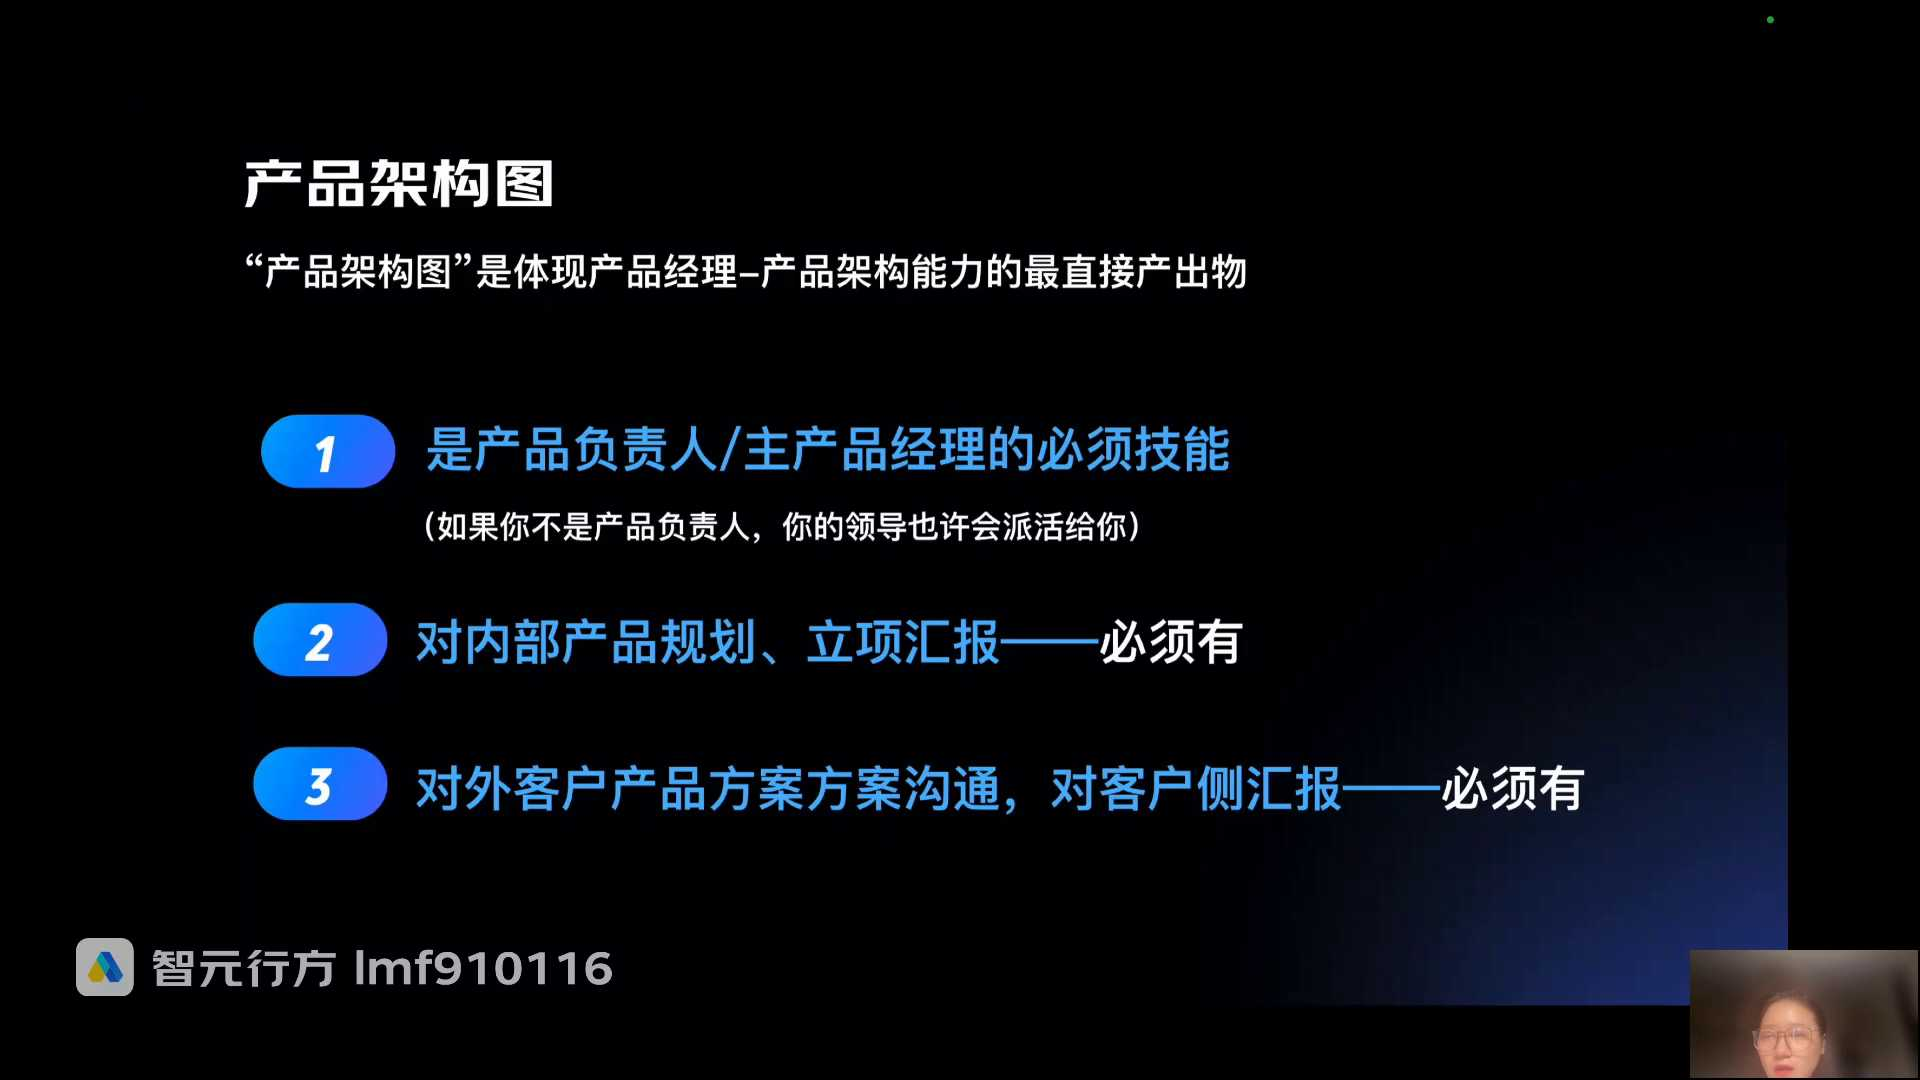 产品架构图
“产品架构图”是体现产品经理–产品架构能力的最直接产出物
1 是产品负责人/主产品经理的必须技能
（如果你不是产品负责人，你的领导也许会派活给你）
2 对内部产品规划、立项汇报——必须有
3 对外客户产品方案方案沟通，对客户侧汇报——必须有
智元行方 lmf910116